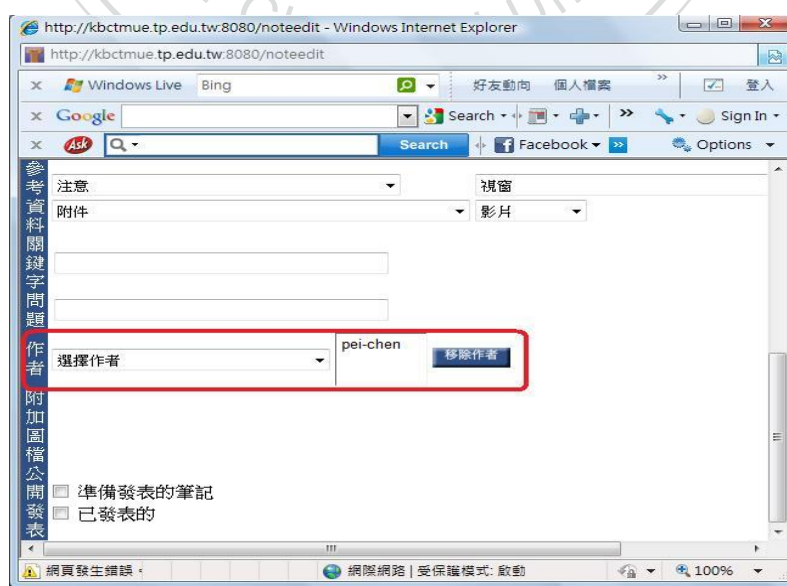 http://kbctmue.tp.edu.tw:8080/noteedit - Windows Internet Explorer
http://kbctmue.tp.edu.tw:8080/noteedit
x Windows Live Bing 好友動向 個人檔案 » 登入
x Google Search » Sign In
x Ask Search Facebook » Options
參考資料 注意 視窗
附件 影片
關鍵字
問題
作者 選擇作者 pei-chen 移除作者
附加圖檔
公開發表 準備發表的筆記
已發表的
網頁發生錯誤。 網際網路 | 受保護模式: 啟動 100%